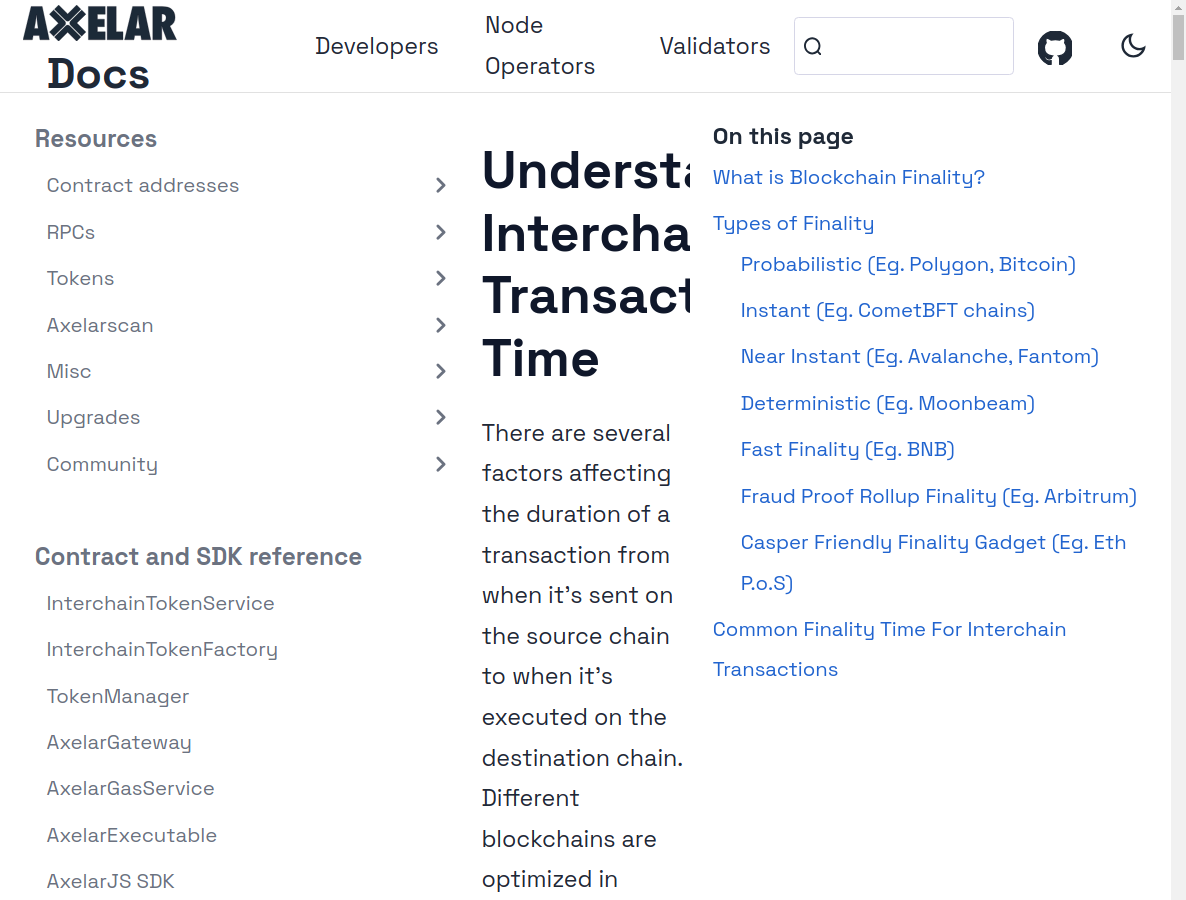 AXELAR
Docs
Developers
Node
Operators
Validators
Resources
Contract addresses
RPCs
Tokens
Axelarscan
Misc
Upgrades
Community
Contract and SDK reference
InterchainTokenService
InterchainTokenFactory
TokenManager
AxelarGateway
AxelarGasService
AxelarExecutable
AxelarJS SDK
Understa
Intercha
Transact
Time
There are several
factors affecting
the duration of a
transaction from
when it’s sent on
the source chain
to when it’s
executed on the
destination chain.
Different
blockchains are
optimized in
On this page
What is Blockchain Finality?
Types of Finality
Probabilistic (Eg. Polygon, Bitcoin)
Instant (Eg. CometBFT chains)
Near Instant (Eg. Avalanche, Fantom)
Deterministic (Eg. Moonbeam)
Fast Finality (Eg. BNB)
Fraud Proof Rollup Finality (Eg. Arbitrum)
Casper Friendly Finality Gadget (Eg. Eth
P.o.S)
Common Finality Time For Interchain
Transactions